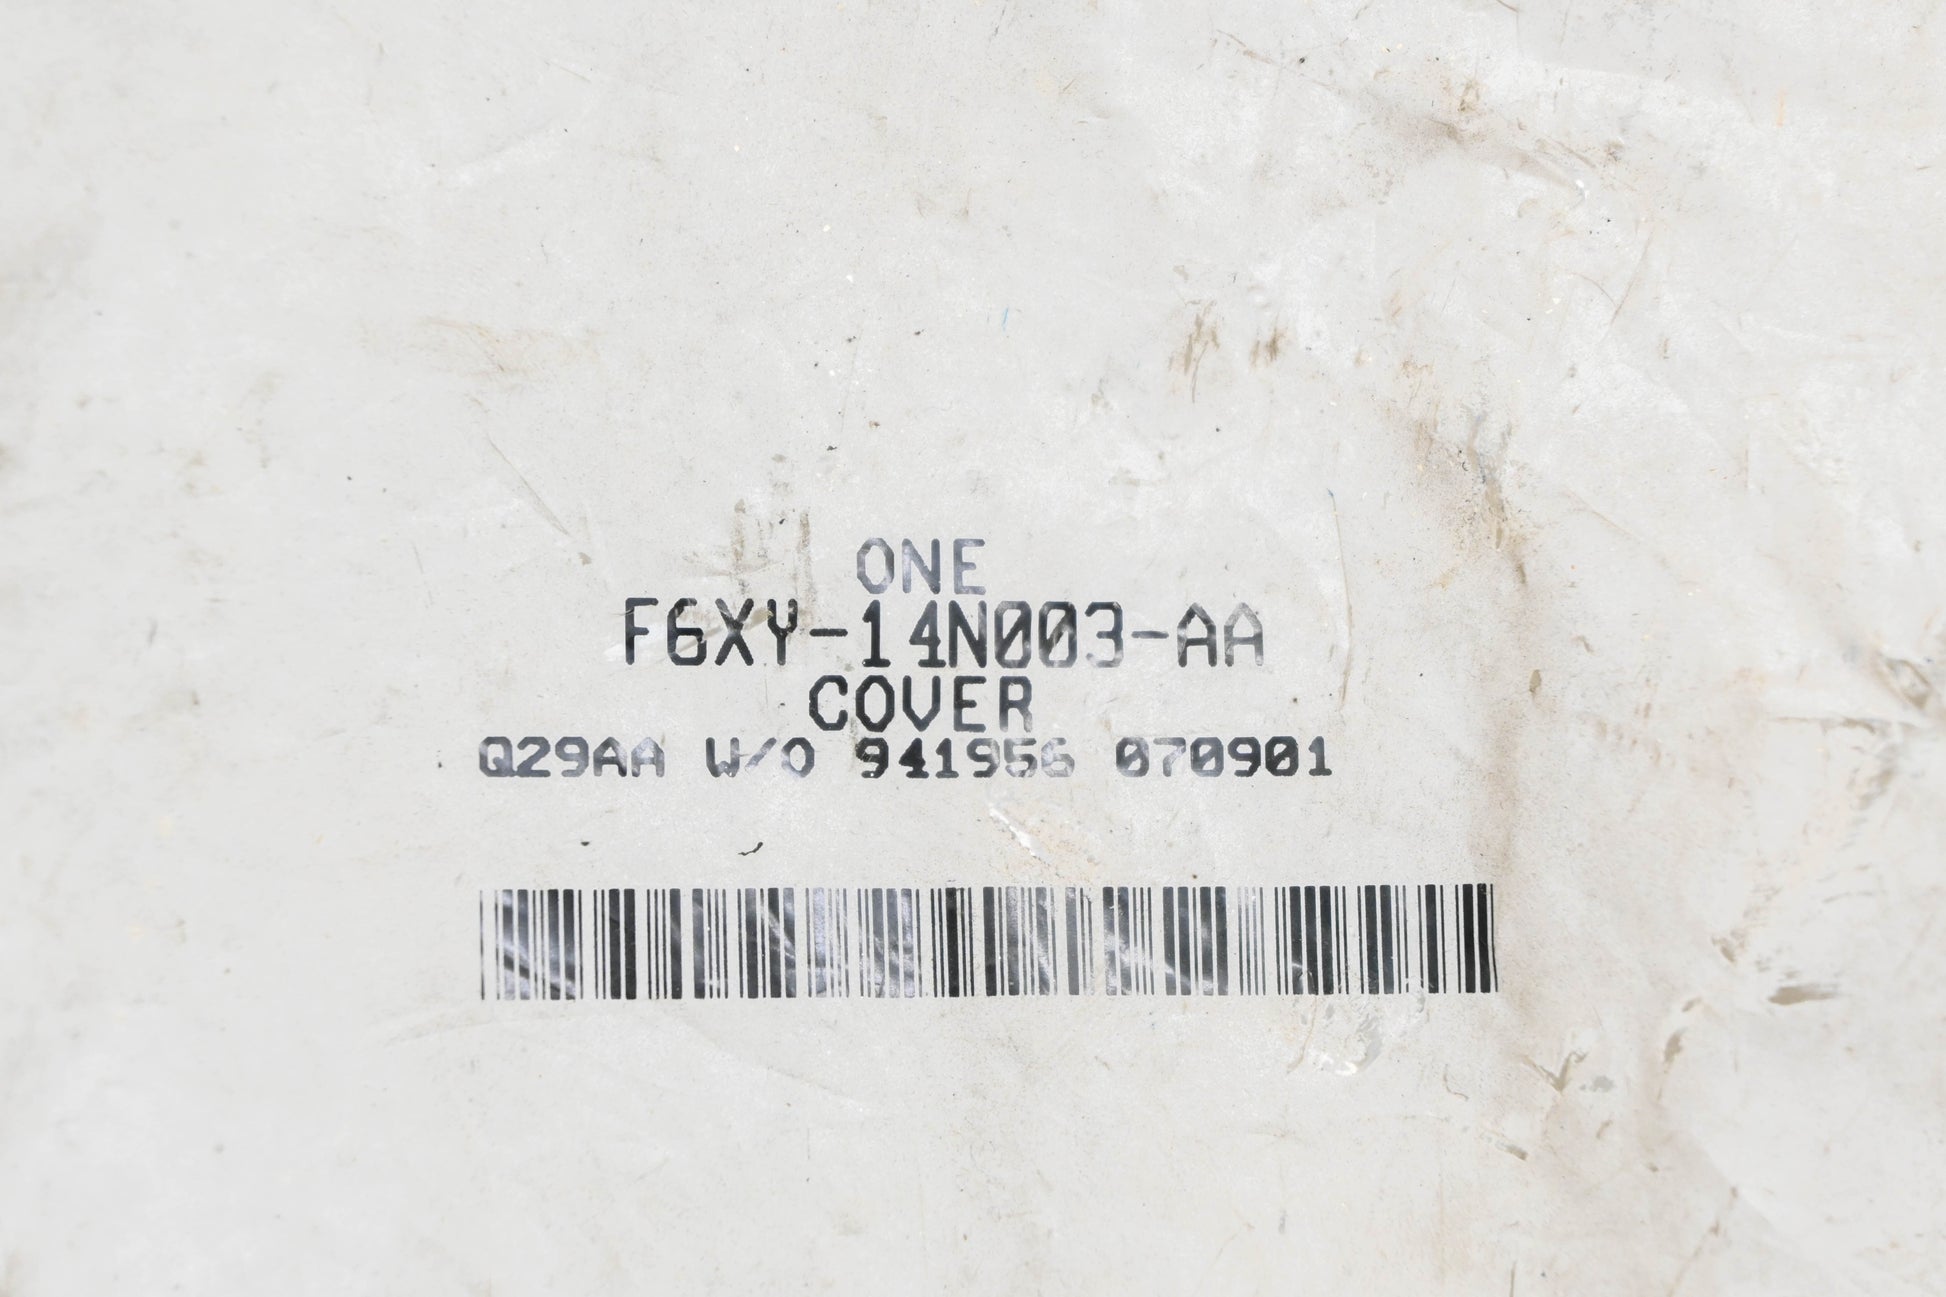 ONE
F6XY-14N003-AA
COVER
Q29AA W/O 941956 070901